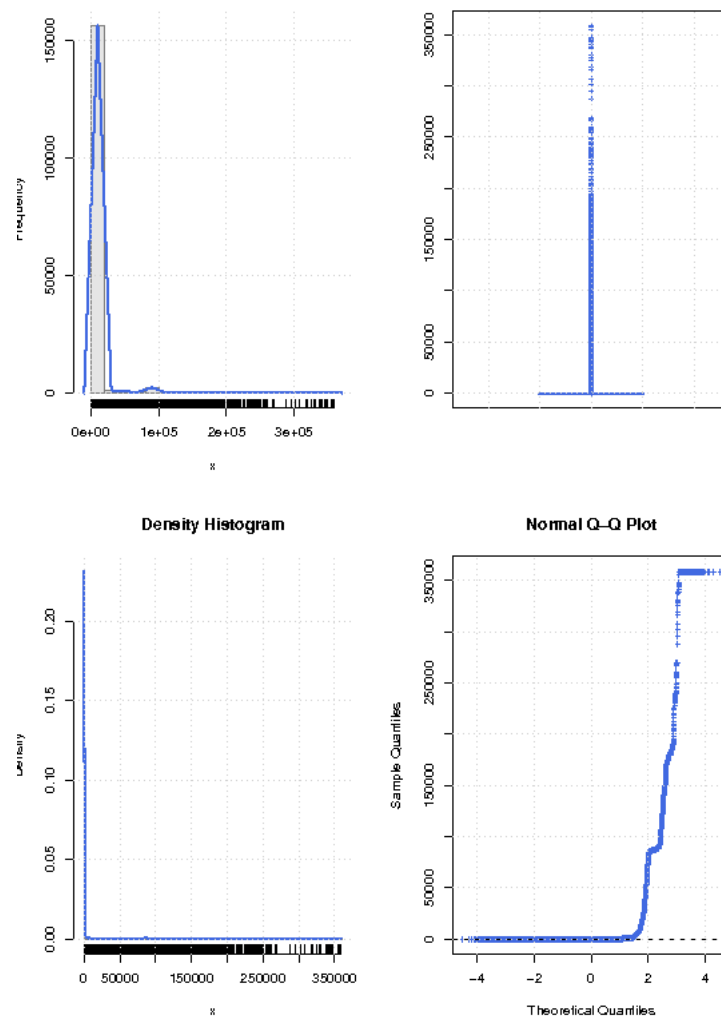 Frequency
0 50000 100000 150000
0e+00 1e+05 2e+05 3e+05
x
0 50000 150000 250000 350000
Density Histogram
Density
0.00 0.05 0.10 0.15 0.20
0 50000 150000 250000 350000
x
Normal Q–Q Plot
Sample Quantiles
0 50000 150000 250000 350000
−4 −2 0 2 4
Theoretical Quantiles